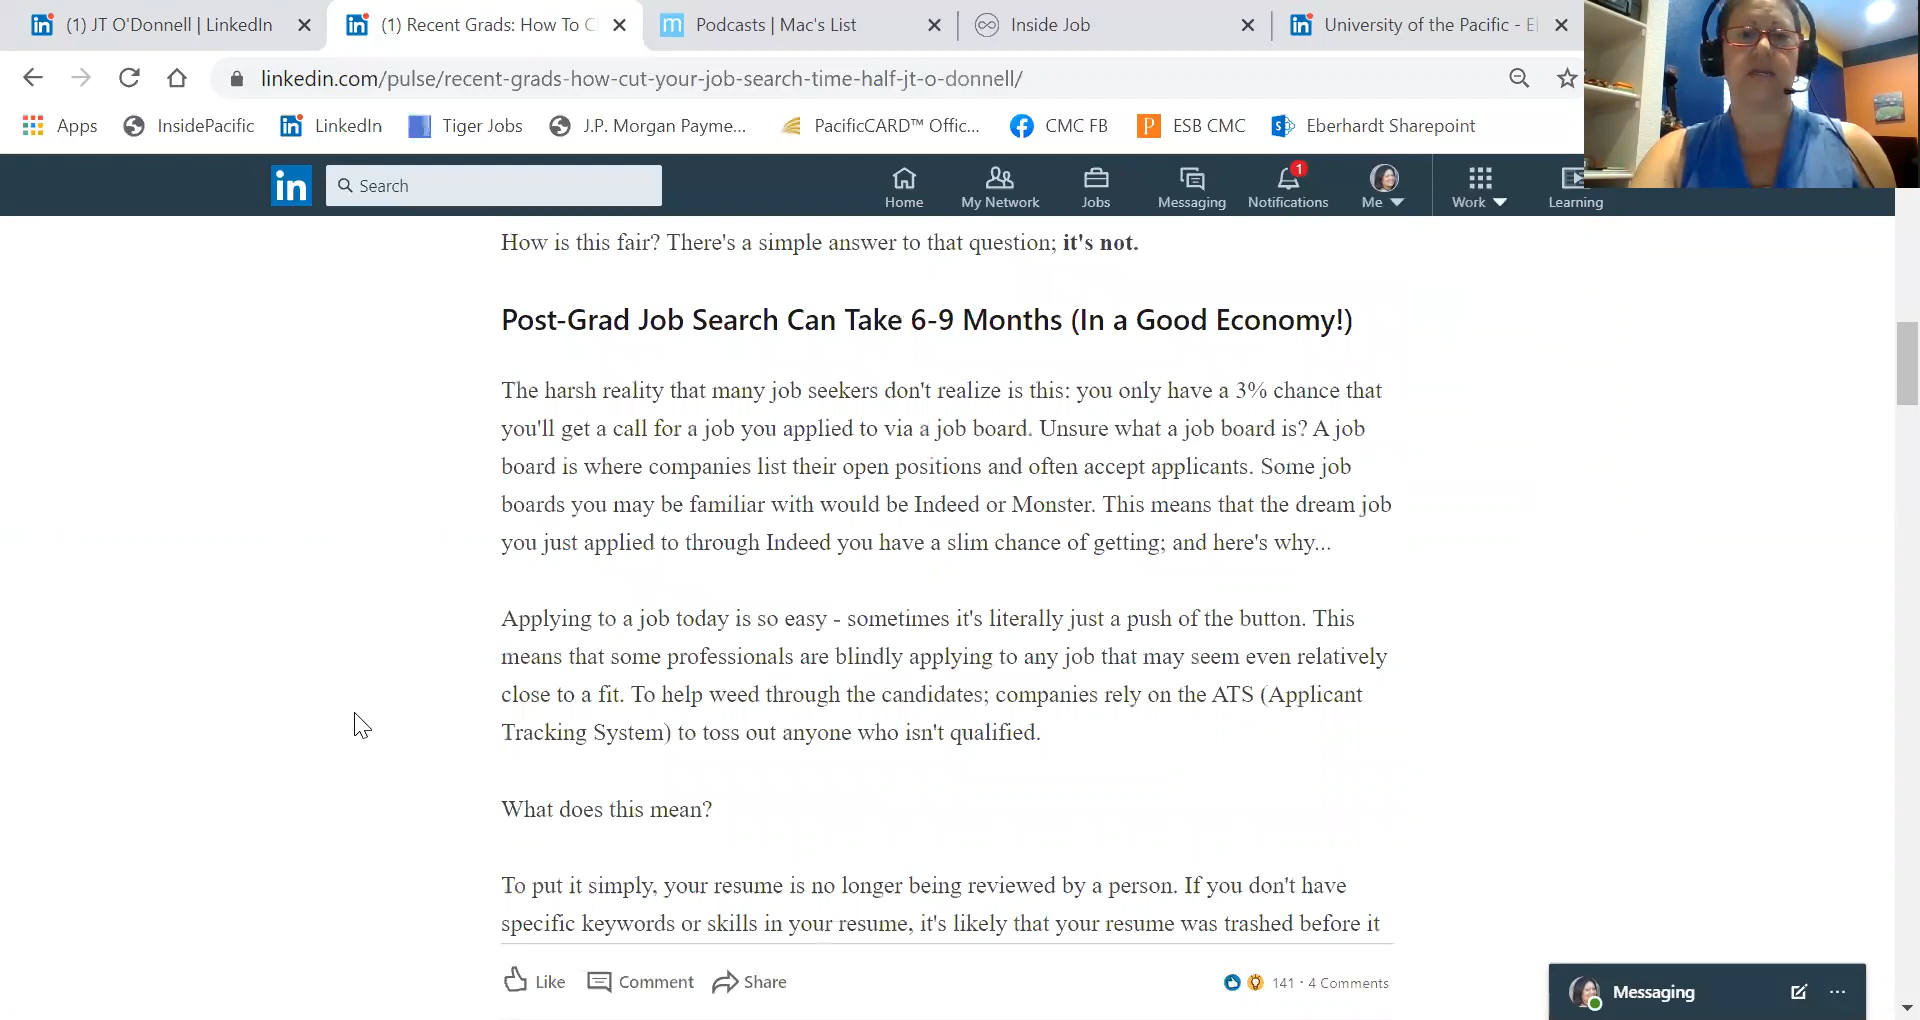 (1) JT O'Donnell | LinkedIn
(1) Recent Grads: How To C
Podcasts | Mac's List
Inside Job
University of the Pacific - E
linkedin.com/pulse/recent-grads-how-cut-your-job-search-time-half-jt-o-donnell/
Apps
InsidePacific
LinkedIn
Tiger Jobs
J.P. Morgan Payme...
PacificCARD™ Offic...
CMC FB
ESB CMC
Eberhardt Sharepoint
in
Search
Home
My Network
Jobs
Messaging
1
Notifications
Me
Work
Learning
How is this fair? There's a simple answer to that question; it's not.
Post-Grad Job Search Can Take 6-9 Months (In a Good Economy!)
The harsh reality that many job seekers don't realize is this: you only have a 3% chance that
you'll get a call for a job you applied to via a job board. Unsure what a job board is? A job
board is where companies list their open positions and often accept applicants. Some job
boards you may be familiar with would be Indeed or Monster. This means that the dream job
you just applied to through Indeed you have a slim chance of getting; and here's why...
Applying to a job today is so easy - sometimes it's literally just a push of the button. This
means that some professionals are blindly applying to any job that may seem even relatively
close to a fit. To help weed through the candidates; companies rely on the ATS (Applicant
Tracking System) to toss out anyone who isn't qualified.
What does this mean?
To put it simply, your resume is no longer being reviewed by a person. If you don't have
specific keywords or skills in your resume, it's likely that your resume was trashed before it
Like
Comment
Share
141 · 4 Comments
Messaging